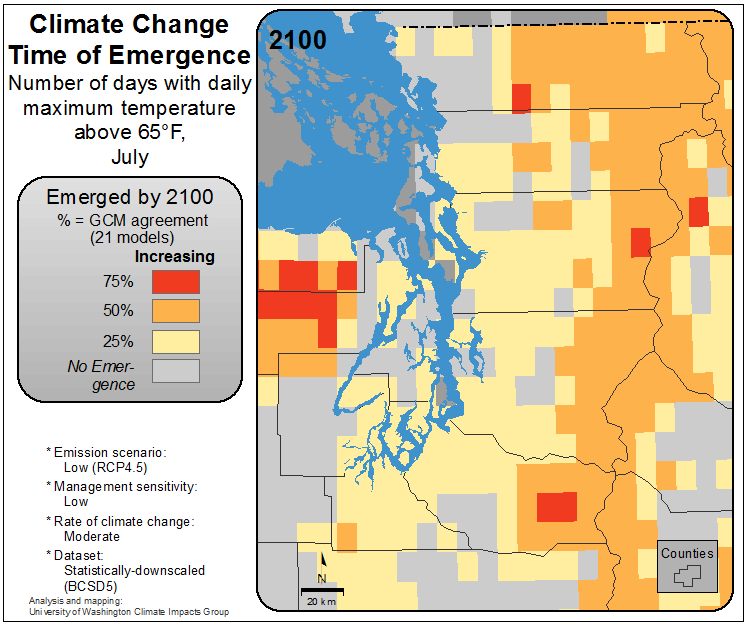 Climate Change
Time of Emergence
Number of days with daily
maximum temperature
above 65°F,
July
Emerged by 2100
% = GCM agreement
(21 models)
Increasing
75%
50%
25%
No Emer-
gence
* Emission scenario:
Low (RCP4.5)
* Management sensitivity:
Low
* Rate of climate change:
Moderate
* Dataset:
Statistically-downscaled
(BCSD5)
Analysis and mapping:
University of Washington Climate Impacts Group
2100
N
20 km
Counties